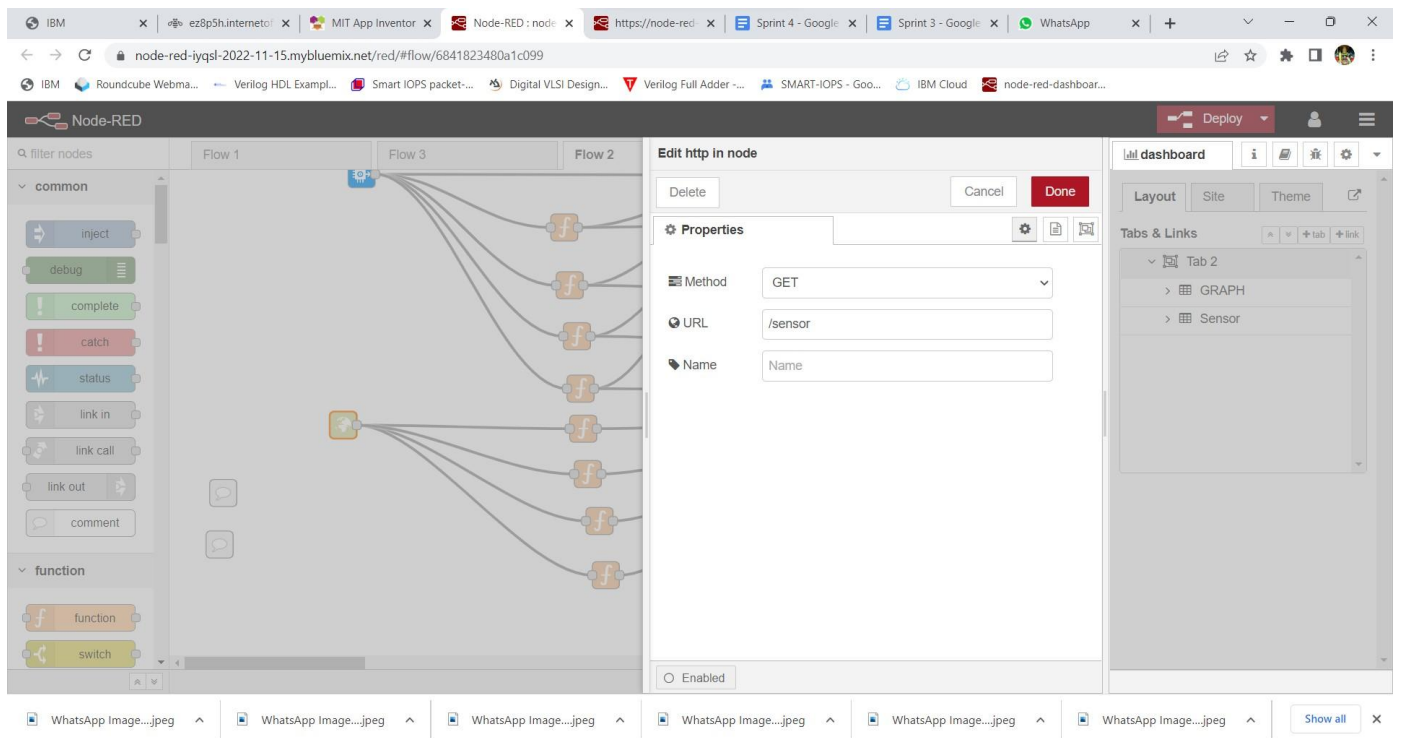 IBM
ez8p5h.internetof
MIT App Inventor
Node-RED : node
https://node-red-
Sprint 4 - Google
Sprint 3 - Google
WhatsApp
node-red-iyqsl-2022-11-15.mybluemix.net/red/#flow/6841823480a1c099
IBM
Roundcube Webma...
Verilog HDL Exampl...
Smart IOPS packet-...
Digital VLSI Design...
Verilog Full Adder -...
SMART-IOPS - Goo...
IBM Cloud
node-red-dashboar...
Node-RED
Deploy
filter nodes
common
inject
debug
complete
catch
status
link in
link call
link out
comment
function
function
switch
Flow 1
Flow 3
Flow 2
Edit http in node
Delete
Cancel
Done
Properties
Method
GET
URL
/sensor
Name
Name
Enabled
dashboard
i
Layout
Site
Theme
Tabs & Links
+tab
+link
Tab 2
GRAPH
Sensor
WhatsApp Image....jpeg
WhatsApp Image....jpeg
WhatsApp Image....jpeg
WhatsApp Image....jpeg
WhatsApp Image....jpeg
WhatsApp Image....jpeg
Show all